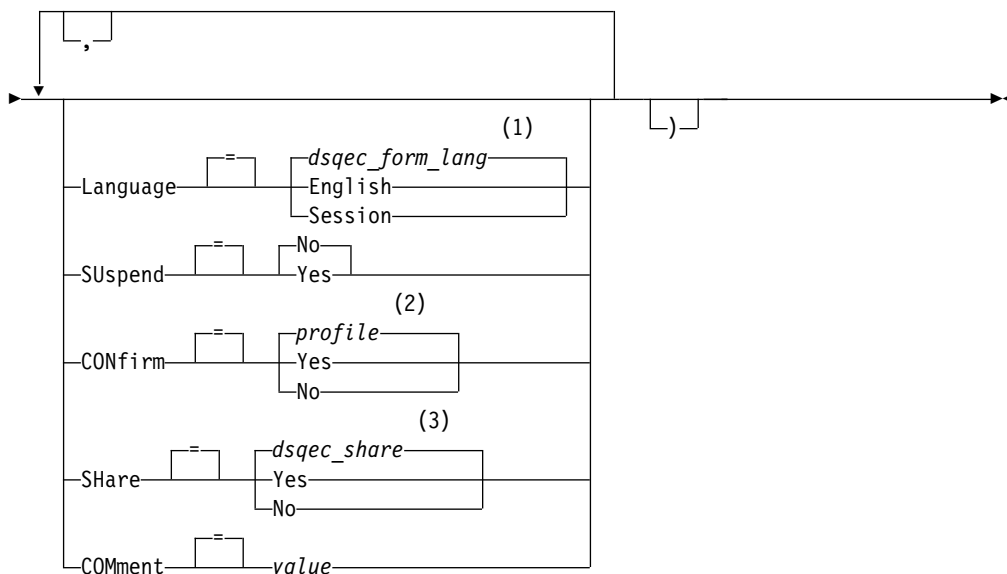 ,
(1)
=
dsqec_form_lang
Language
English
Session
=
No
SUspend
Yes
(2)
=
profile
CONfirm
Yes
No
(3)
=
dsqec_share
SHare
Yes
No
=
COMment
value
)